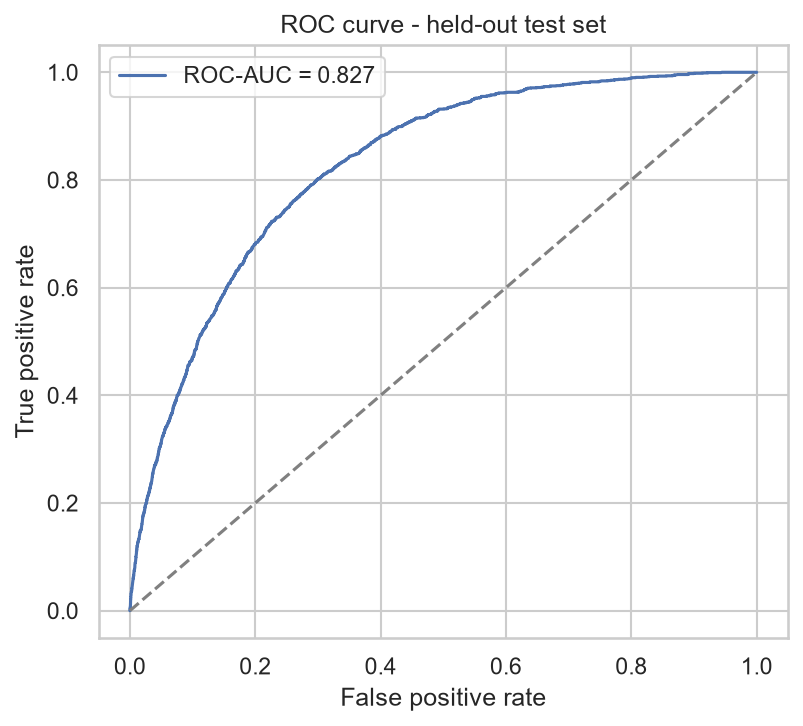 ROC curve - held-out test set
ROC-AUC = 0.827
True positive rate
1.0
0.8
0.6
0.4
0.2
0.0
0.0 0.2 0.4 0.6 0.8 1.0
False positive rate